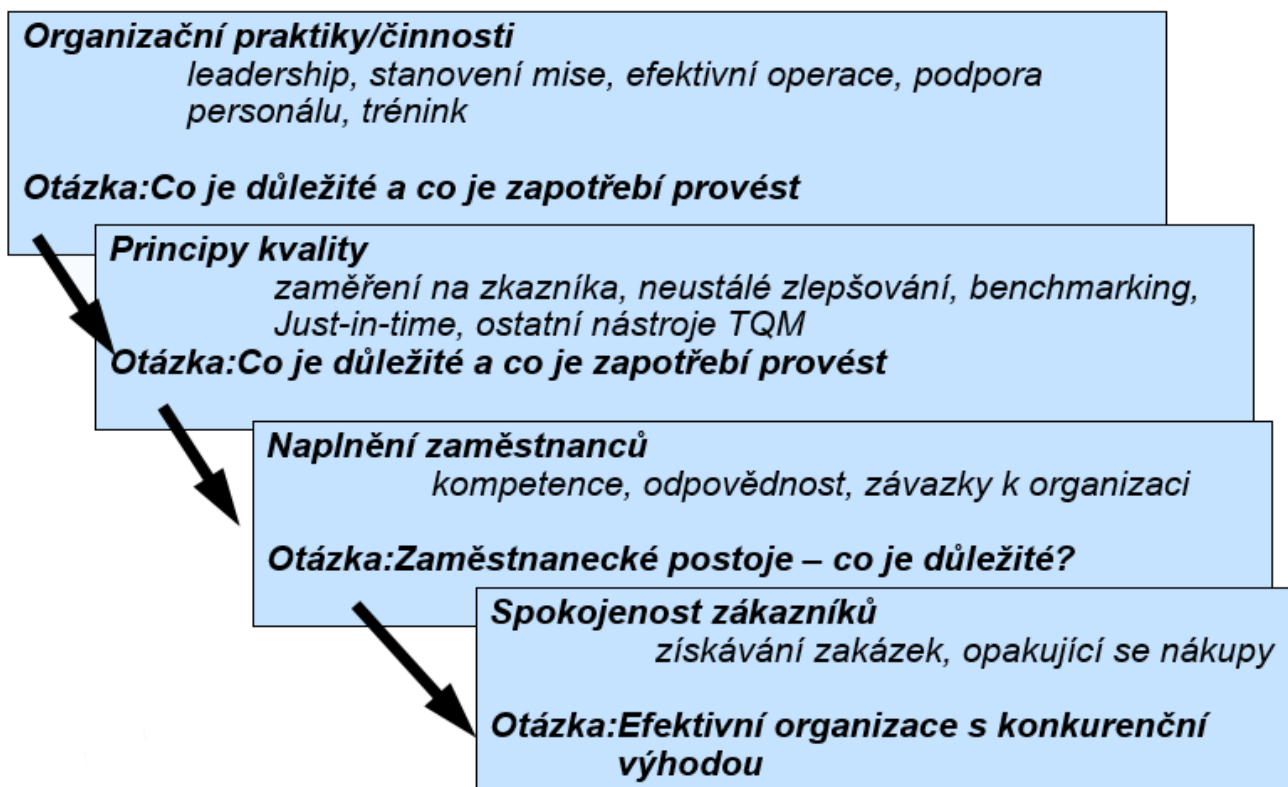 Organizační praktiky/činnosti
leadership, stanovení mise, efektivní operace, podpora
personálu, trénink
Otázka:Co je důležité a co je zapotřebí provést
Principy kvality
zaměření na zkazníka, neustálé zlepšování, benchmarking,
Just-in-time, ostatní nástroje TQM
Otázka:Co je důležité a co je zapotřebí provést
Naplnění zaměstnanců
kompetence, odpovědnost, závazky k organizaci
Otázka:Zaměstnanecké postoje – co je důležité?
Spokojenost zákazníků
získávání zakázek, opakující se nákupy
Otázka:Efektivní organizace s konkurenční
výhodou